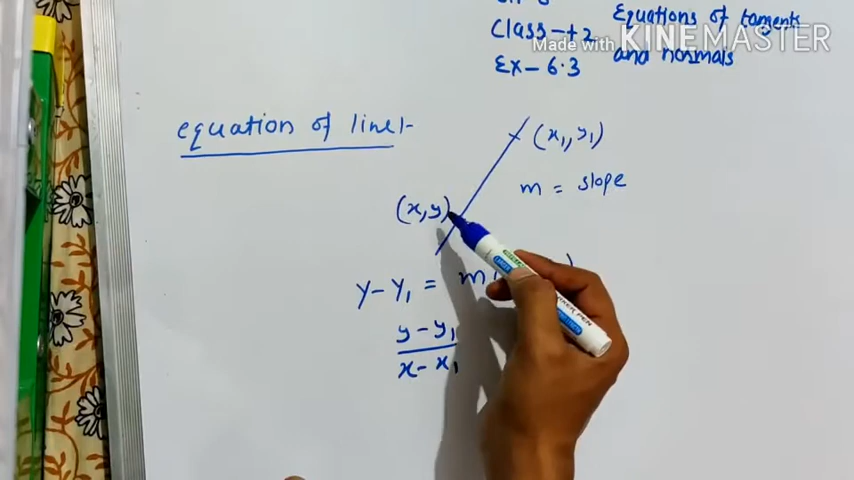 Class-+2
Equations of tangents
Made with KINEMASTER
Ex-6.3
and normals
equation of line:-
(x₁, y₁)
m = slope
(x, y)
y-y₁ = m
y-y₁
x-x₁